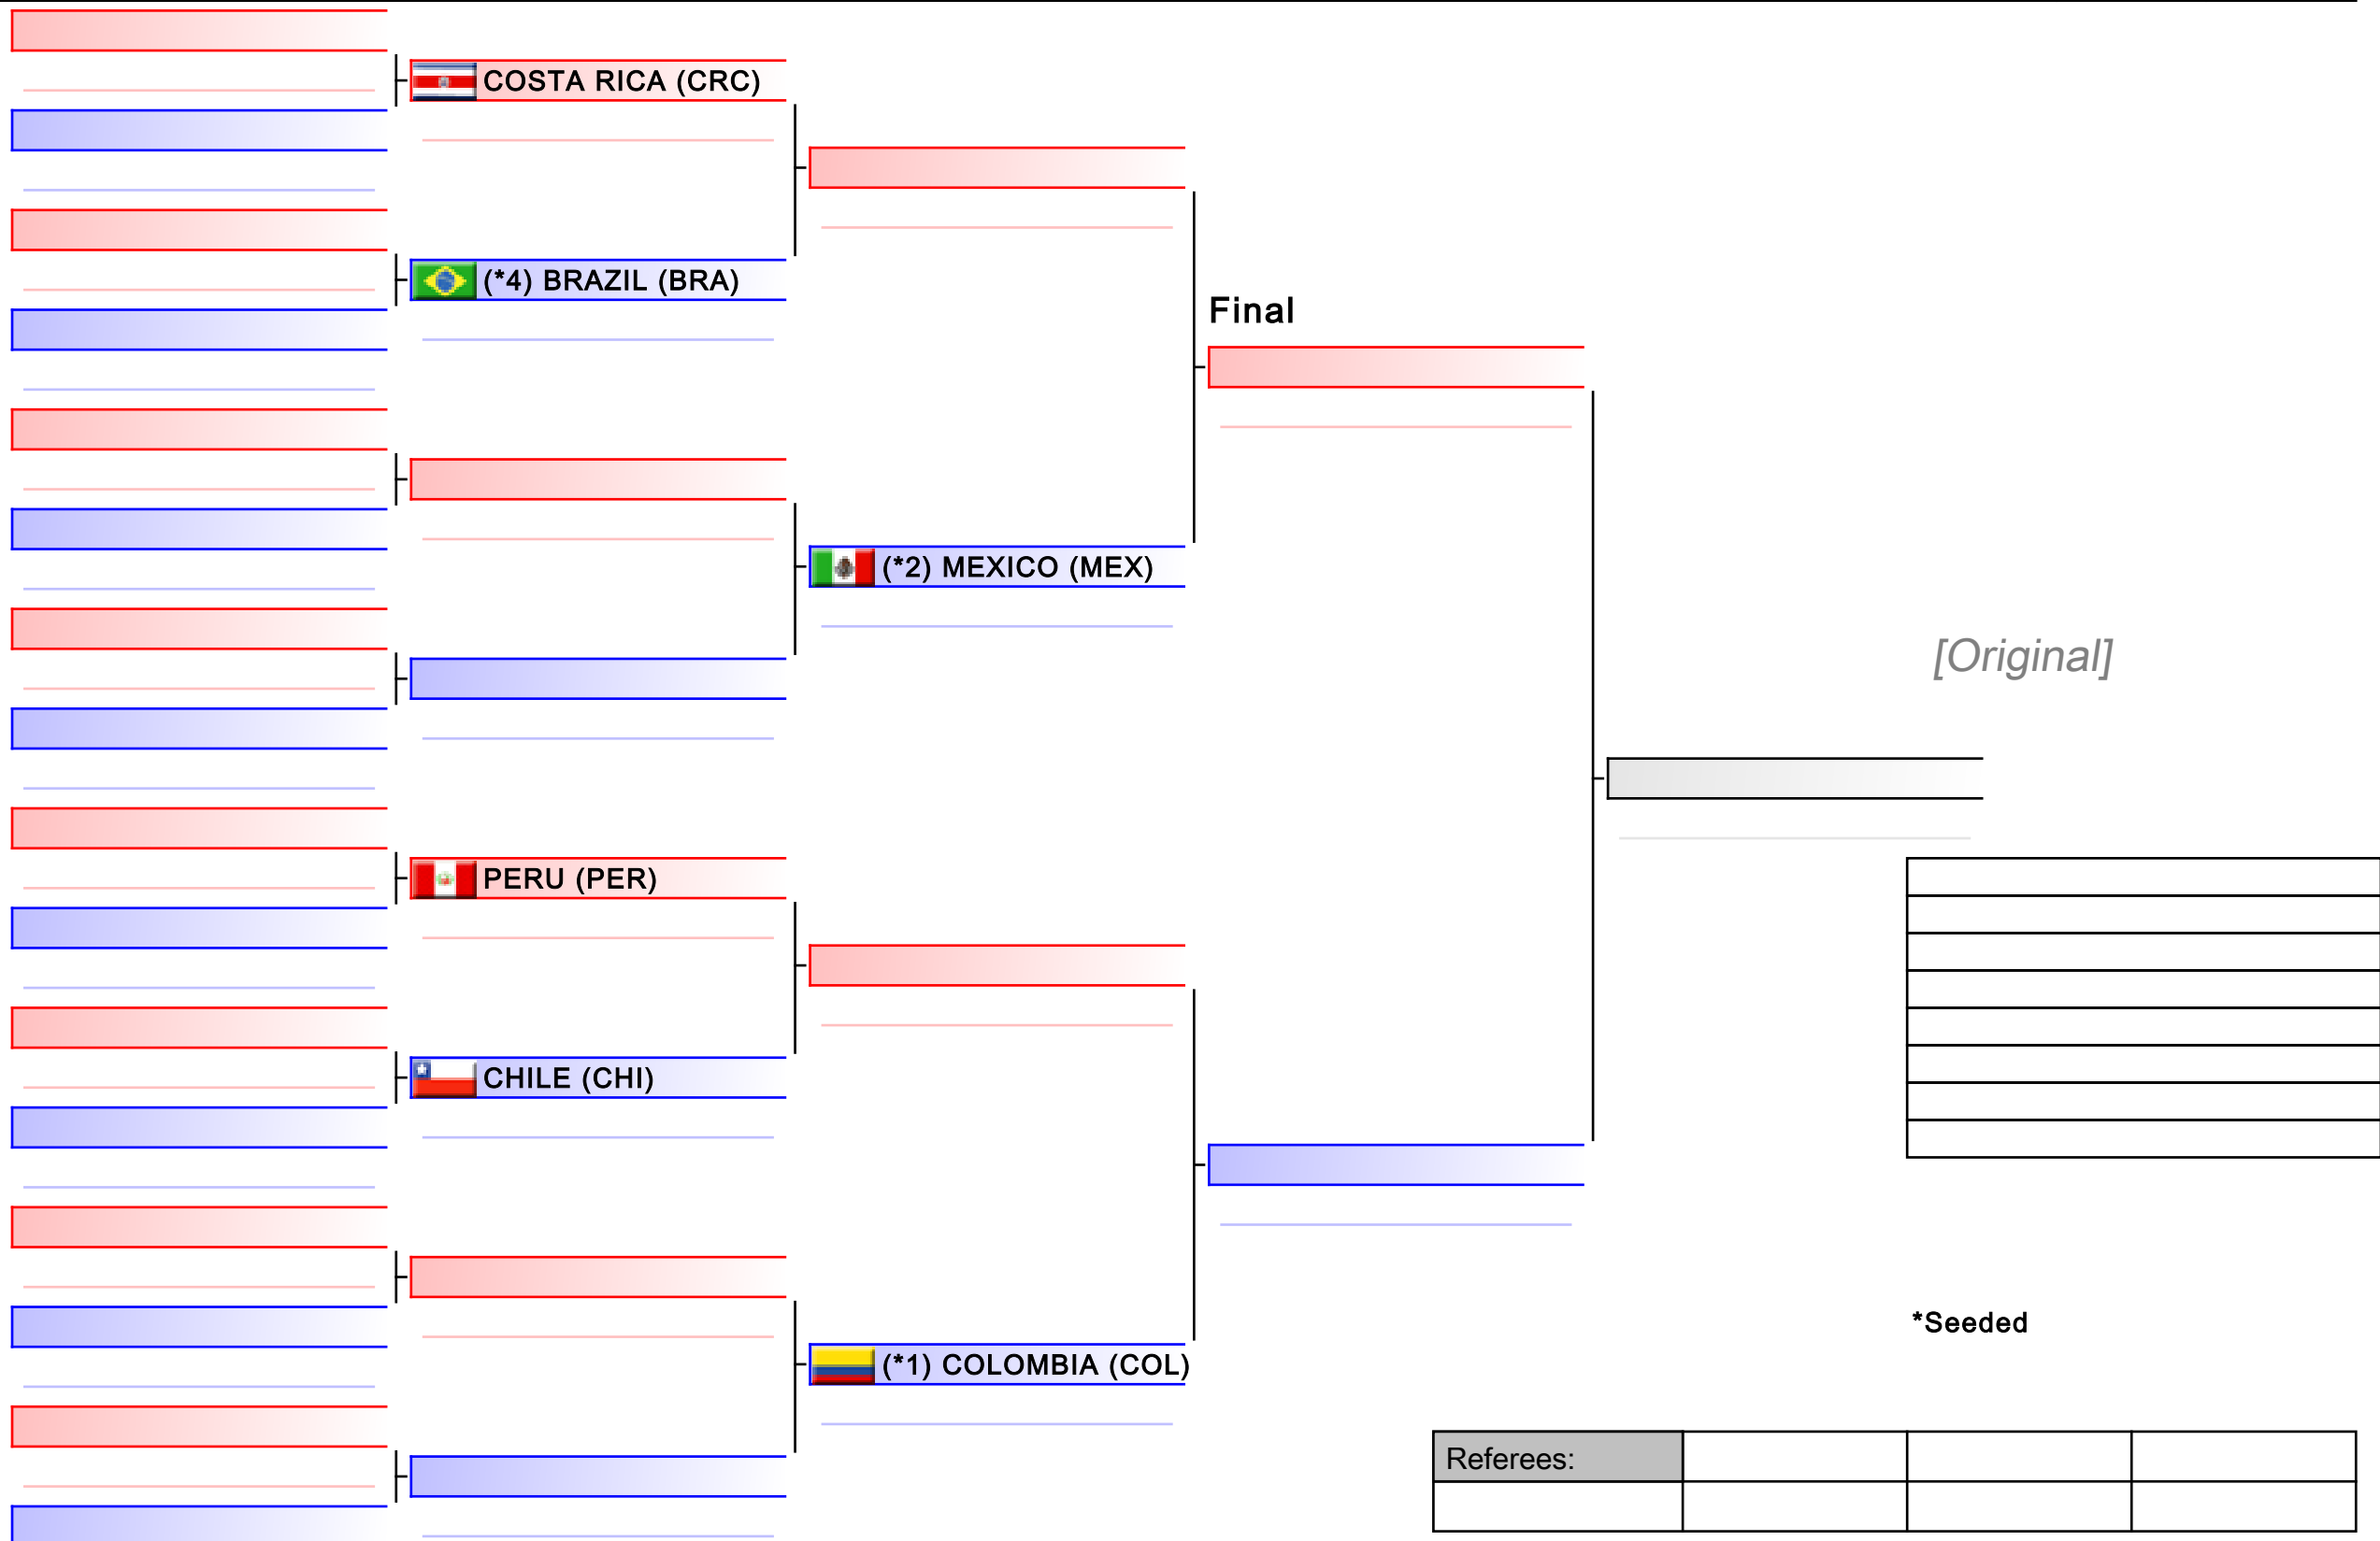 COSTA RICA (CRC)
(*4) BRAZIL (BRA)
Final
(*2) MEXICO (MEX)
[Original]
PERU (PER)
CHILE (CHI)
*Seeded
(*1) COLOMBIA (COL)
Referees: